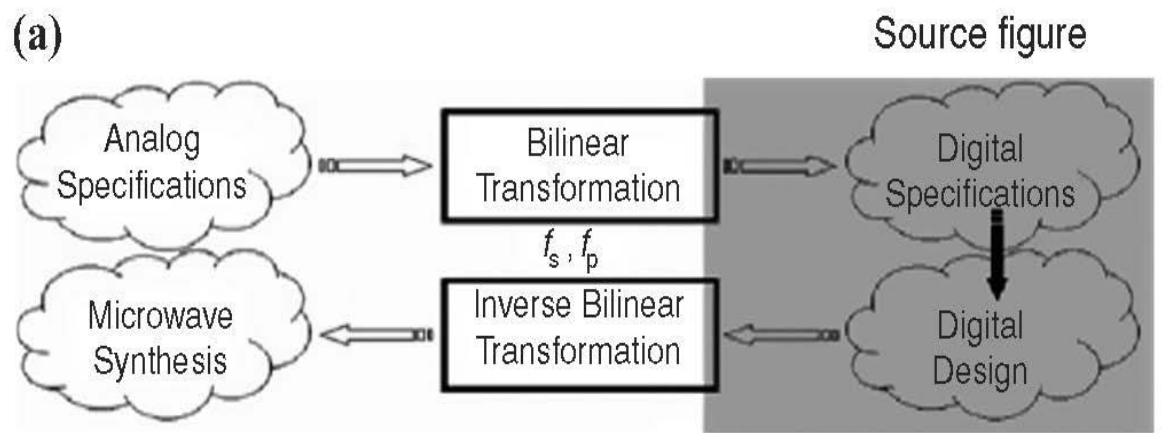 (a)
Source figure
Analog
Specifications
Bilinear
Transformation
Digital
Specifications
fs , fp
Microwave
Synthesis
Inverse Bilinear
Transformation
Digital
Design